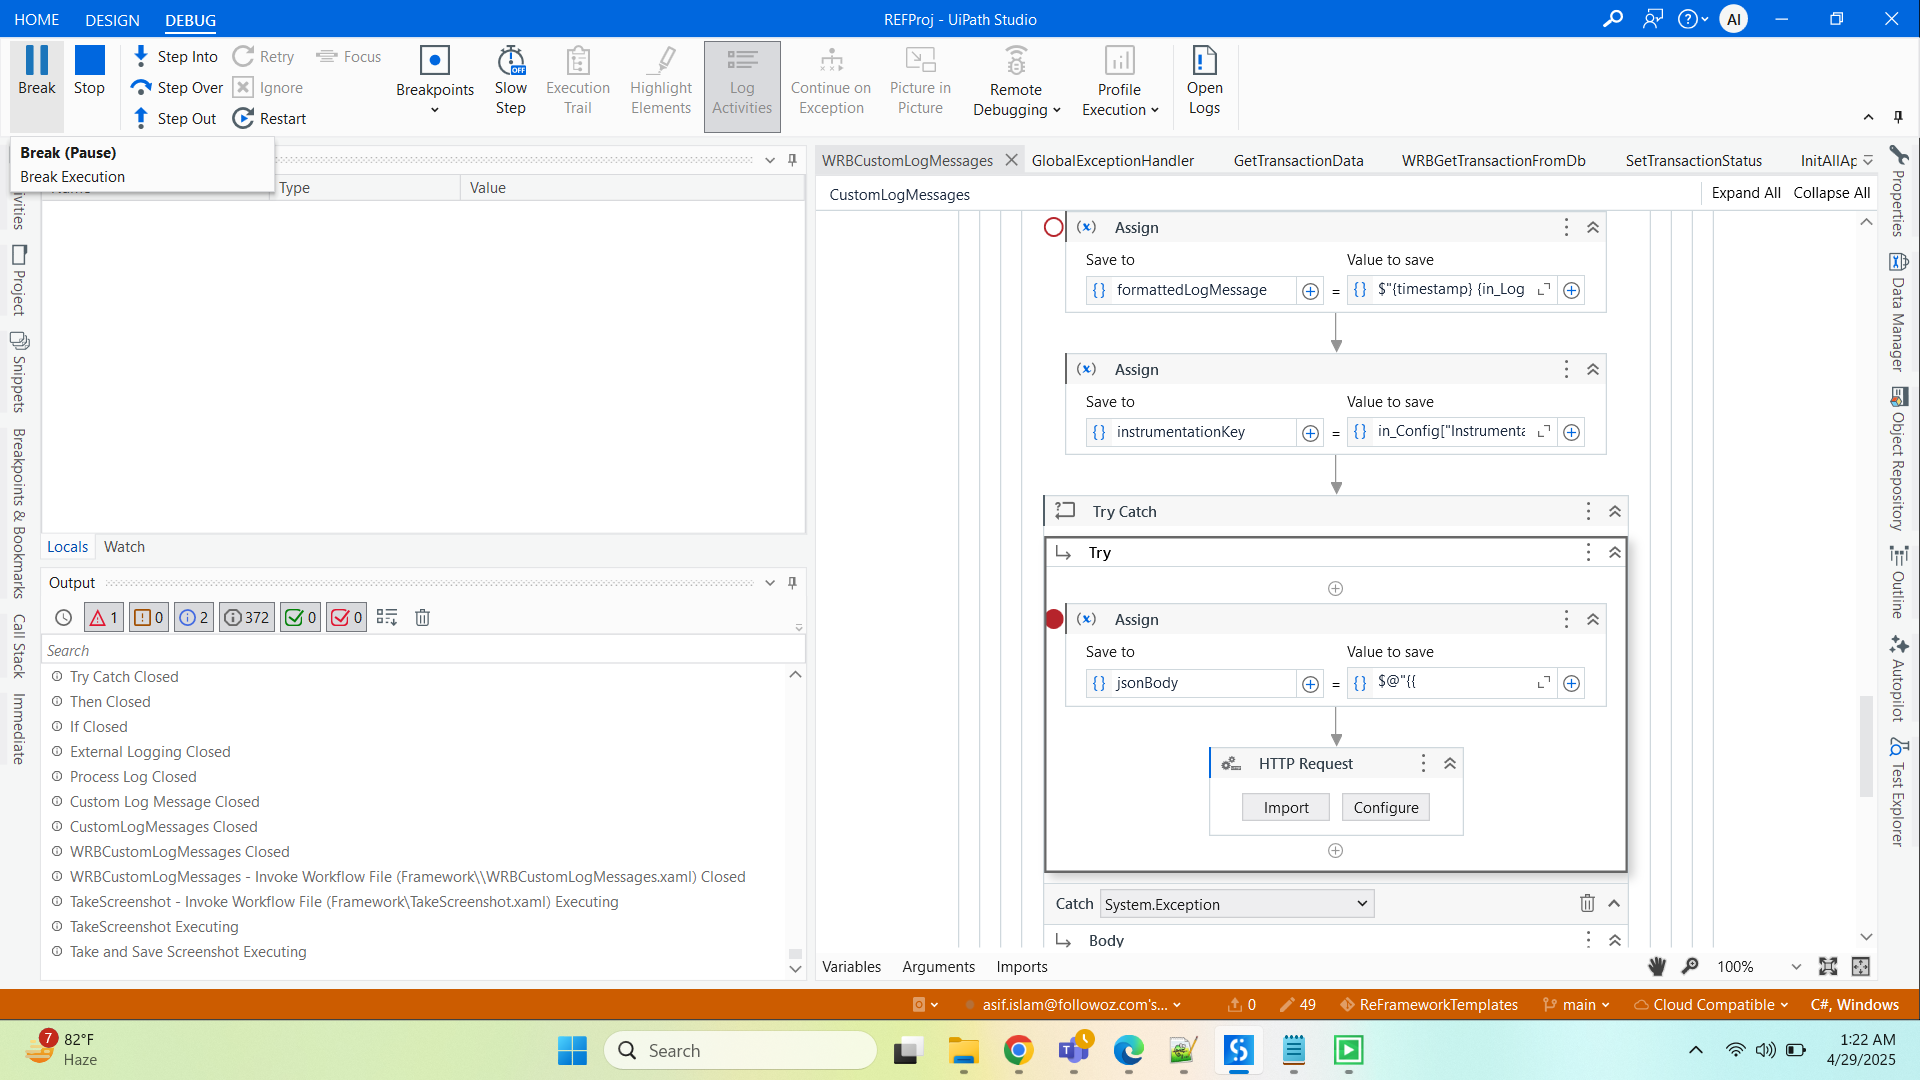 HOME DESIGN DEBUG
REFProj - UiPath Studio
AI
Break
Stop
Step Into
Step Over
Step Out
Retry
Ignore
Restart
Focus
Breakpoints
OFF
Slow
Step
Execution
Trail
Highlight
Elements
Log
Activities
Continue on
Exception
Picture in
Picture
Remote
Debugging
Profile
Execution
Open
Logs
Break (Pause)
Break Execution
Type
Value
Project
Snippets
Breakpoints & Bookmarks
Call Stack
Immediate
Locals
Watch
Output
1
0
2
372
0
0
Search
Try Catch Closed
Then Closed
If Closed
External Logging Closed
Process Log Closed
Custom Log Message Closed
CustomLogMessages Closed
WRBCustomLogMessages Closed
WRBCustomLogMessages - Invoke Workflow File (Framework\\WRBCustomLogMessages.xaml) Closed
TakeScreenshot - Invoke Workflow File (Framework\TakeScreenshot.xaml) Executing
TakeScreenshot Executing
Take and Save Screenshot Executing
WRBCustomLogMessages
GlobalExceptionHandler
GetTransactionData
WRBGetTransactionFromDb
SetTransactionStatus
InitAllAp
CustomLogMessages
Expand All
Collapse All
(x) Assign
Save to
Value to save
{} formattedLogMessage
=
{} $"{timestamp} {in_Log
(x) Assign
Save to
Value to save
{} instrumentationKey
=
{} in_Config["Instrumenta
Try Catch
Try
(x) Assign
Save to
Value to save
{} jsonBody
=
{} $@"{{
HTTP Request
Import
Configure
Catch
System.Exception
Body
Variables
Arguments
Imports
100%
Properties
Data Manager
Object Repository
Outline
Autopilot
Test Explorer
asif.islam@followoz.com's...
0
49
ReFrameworkTemplates
main
Cloud Compatible
C#, Windows
7
82°F
Haze
Search
1:22 AM
4/29/2025